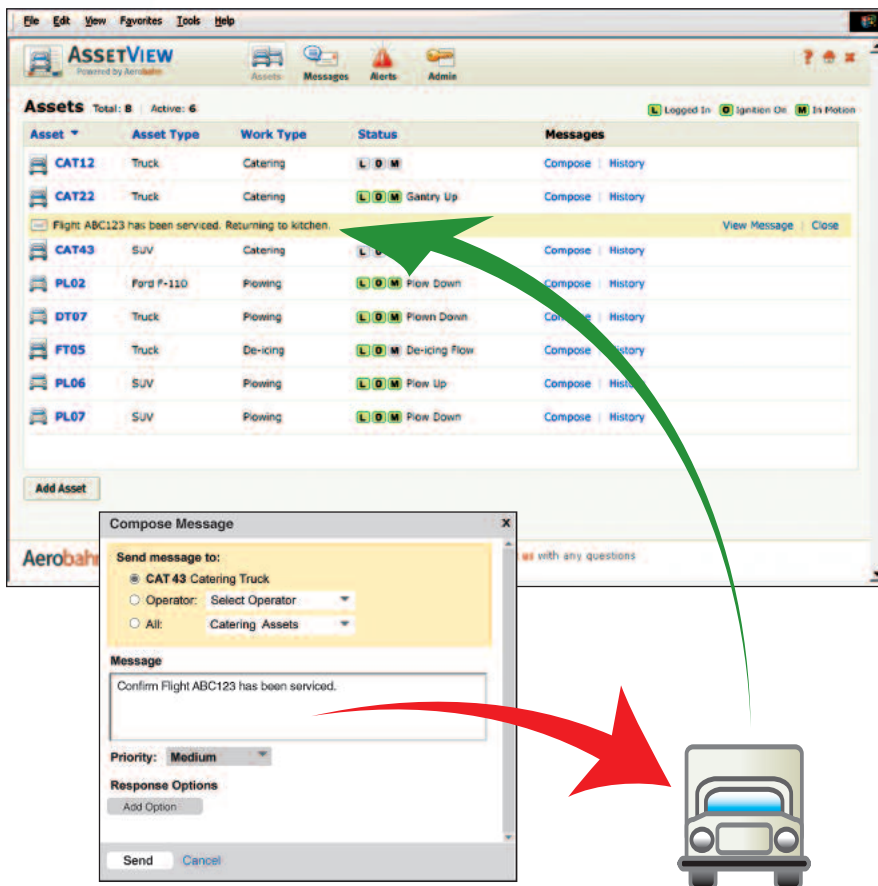 File Edit View Favorites Tools Help
ASSETVIEW
Powered by Aerobahn
Assets Messages Alerts Admin
Assets Total: 8 Active: 6
L Logged In O Ignition On M In Motion
Asset Asset Type Work Type Status Messages
CAT12 Truck Catering L O M Compose | History
CAT22 Truck Catering L O M Gantry Up Compose | History
Flight ABC123 has been serviced. Returning to kitchen. View Message | Close
CAT43 SUV Catering L O Compose | History
PL02 Ford F-110 Plowing L O M Plow Down Compose | History
DT07 Truck Plowing L O M Plown Down Compose | History
FT05 Truck De-icing L O M De-icing Flow Compose | History
PL06 SUV Plowing L O M Plow Up Compose | History
PL07 SUV Plowing L O M Plow Down Compose | History
Add Asset
Aerobahn
us with any questions
Compose Message X
Send message to:
CAT 43 Catering Truck
Operator: Select Operator
All: Catering Assets
Message
Confirm Flight ABC123 has been serviced.
Priority: Medium
Response Options
Add Option
Send Cancel